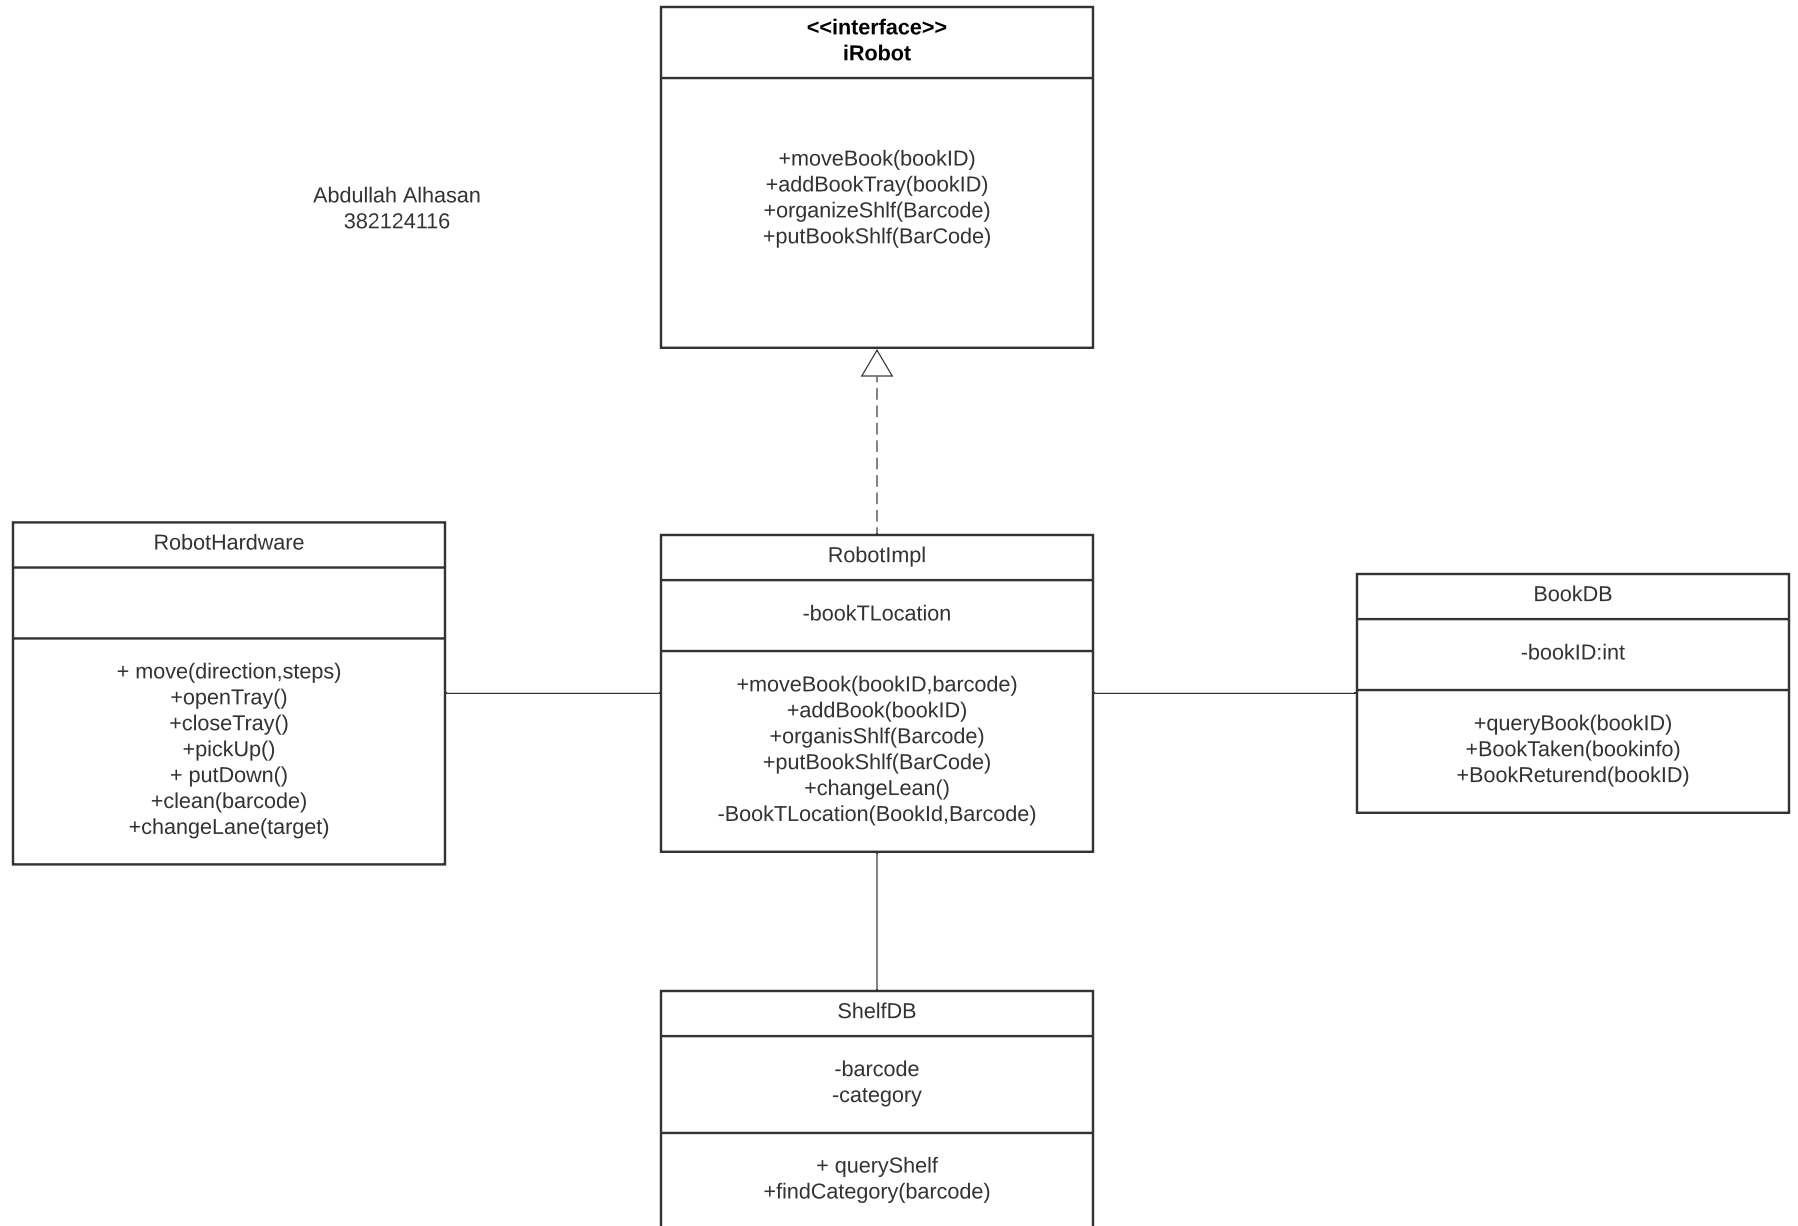 <<interface>>
iRobot
+moveBook(bookID)
+addBookTray(bookID)
+organizeShlf(Barcode)
+putBookShlf(BarCode)
Abdullah Alhasan
382124116
RobotHardware
+ move(direction,steps)
+openTray()
+closeTray()
+pickUp()
+ putDown()
+clean(barcode)
+changeLane(target)
RobotImpl
-bookTLocation
+moveBook(bookID,barcode)
+addBook(bookID)
+organisShlf(Barcode)
+putBookShlf(BarCode)
+changeLean()
-BookTLocation(BookId,Barcode)
BookDB
-bookID:int
+queryBook(bookID)
+BookTaken(bookinfo)
+BookReturend(bookID)
ShelfDB
-barcode
-category
+ queryShelf
+findCategory(barcode)